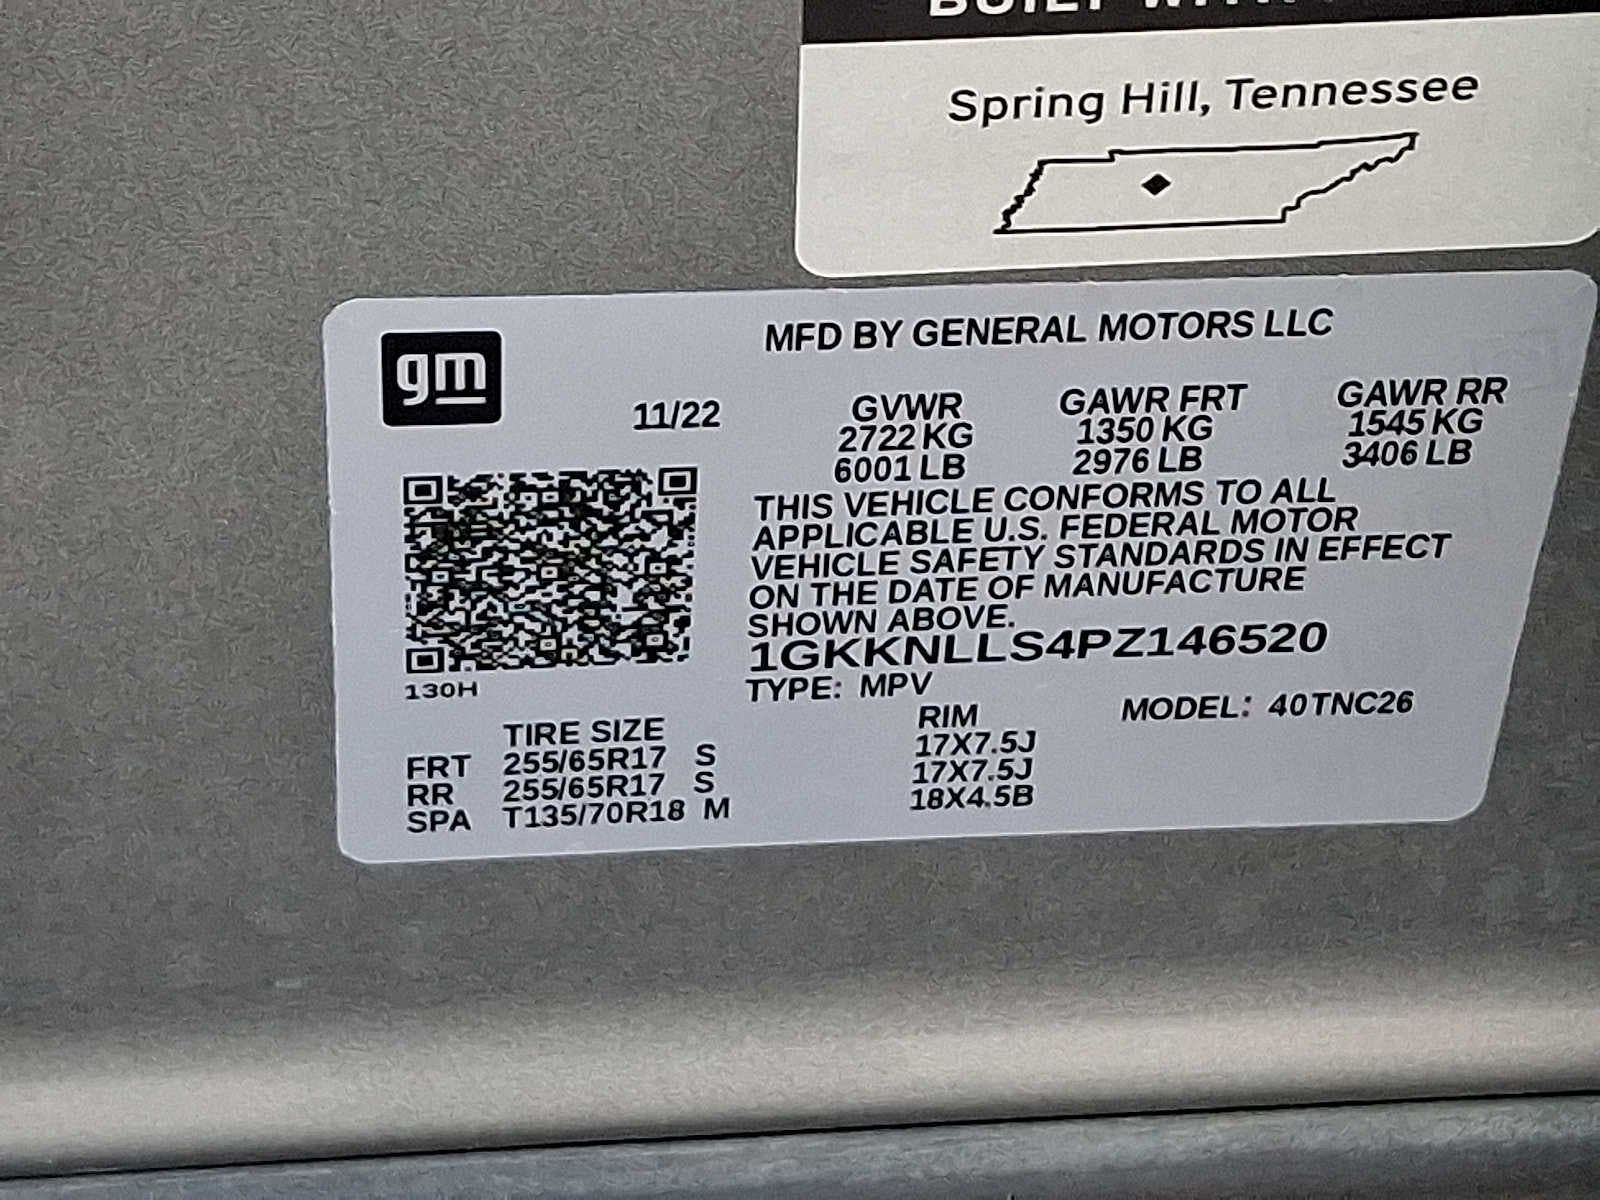 Spring Hill, Tennessee
gm
MFD BY GENERAL MOTORS LLC
11/22 GVWR GAWR FRT GAWR RR
2722 KG 1350 KG 1545 KG
6001 LB 2976 LB 3406 LB
THIS VEHICLE CONFORMS TO ALL
APPLICABLE U.S. FEDERAL MOTOR
VEHICLE SAFETY STANDARDS IN EFFECT
ON THE DATE OF MANUFACTURE
SHOWN ABOVE.
1GKKNLLS4PZ146520
130H
TYPE: MPV
MODEL: 40TNC26
TIRE SIZE RIM
FRT 255/65R17 S 17X7.5J
RR 255/65R17 S 17X7.5J
SPA T135/70R18 M 18X4.5B